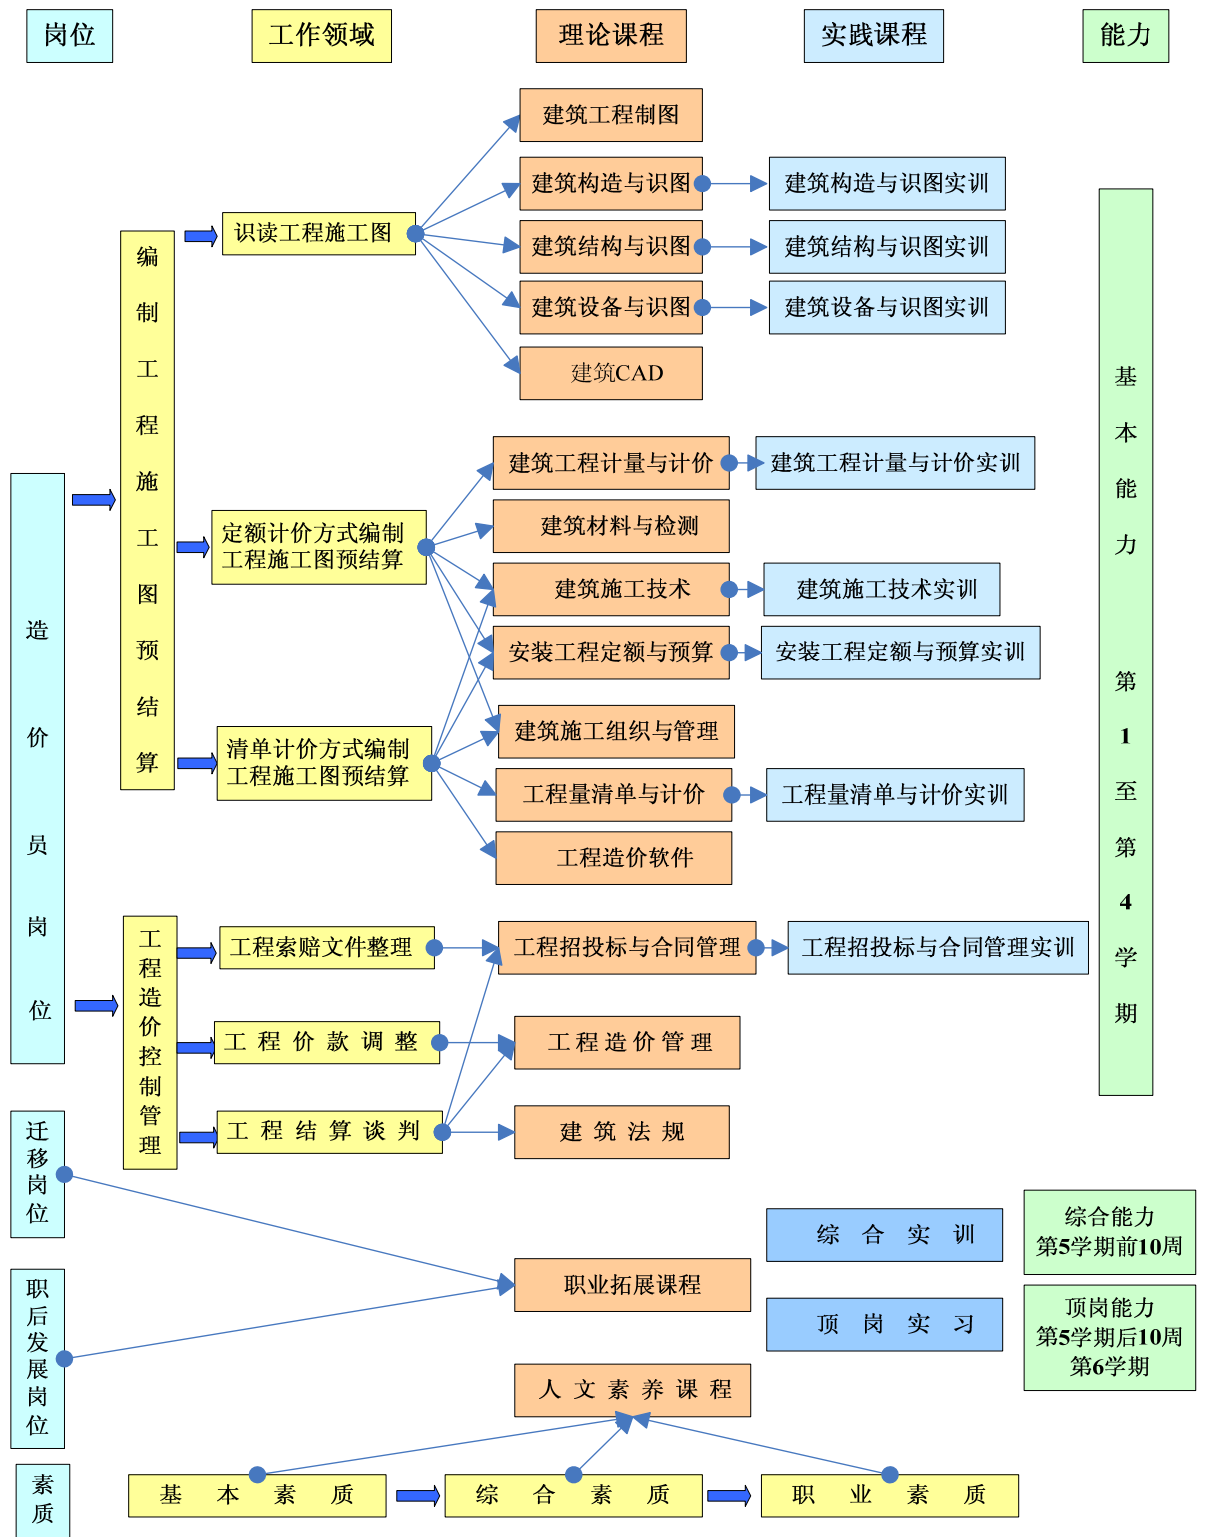 岗位
工作领域
理论课程
实践课程
能力
造价员岗位
编制工程施工图预结算
识读工程施工图
建筑工程制图
建筑构造与识图
建筑构造与识图实训
建筑结构与识图
建筑结构与识图实训
建筑设备与识图
建筑设备与识图实训
建筑CAD
定额计价方式编制
工程施工图预结算
建筑工程计量与计价
建筑工程计量与计价实训
建筑材料与检测
建筑施工技术
建筑施工技术实训
安装工程定额与预算
安装工程定额与预算实训
清单计价方式编制
工程施工图预结算
建筑施工组织与管理
工程量清单与计价
工程量清单与计价实训
工程造价软件
工程造价控制管理
工程索赔文件整理
工程招投标与合同管理
工程招投标与合同管理实训
工程价款调整
工程造价管理
工程结算谈判
建筑法规
基本能力 第1至第4学期
迁移岗位
职后发展岗位
职业拓展课程
综合实训
综合能力
第5学期前10周
顶岗实习
顶岗能力
第5学期后10周
第6学期
人文素养课程
素质
基本素质
综合素质
职业素质